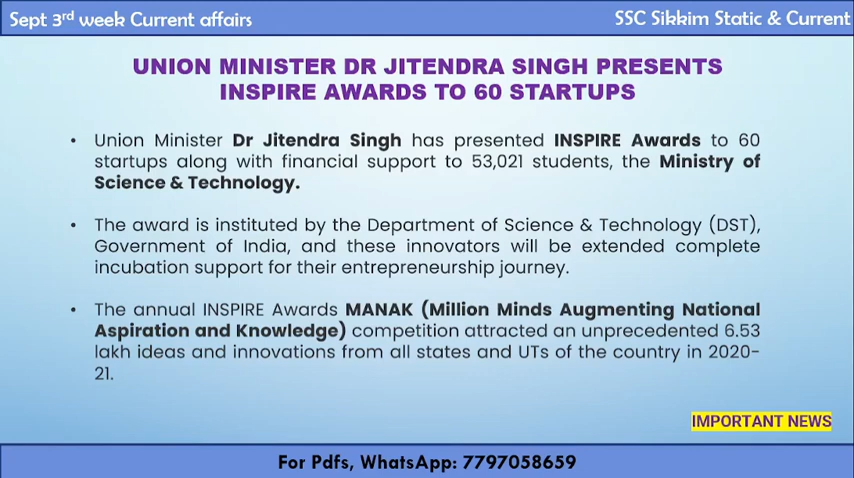 Sept 3rd week Current affairs
SSC Sikkim Static & Current
UNION MINISTER DR JITENDRA SINGH PRESENTS
INSPIRE AWARDS TO 60 STARTUPS
• Union Minister Dr Jitendra Singh has presented INSPIRE Awards to 60
startups along with financial support to 53,021 students, the Ministry of
Science & Technology.
• The award is instituted by the Department of Science & Technology (DST),
Government of India, and these innovators will be extended complete
incubation support for their entrepreneurship journey.
• The annual INSPIRE Awards MANAK (Million Minds Augmenting National
Aspiration and Knowledge) competition attracted an unprecedented 6.53
lakh ideas and innovations from all states and UTs of the country in 2020-
21.
IMPORTANT NEWS
For Pdfs, WhatsApp: 7797058659